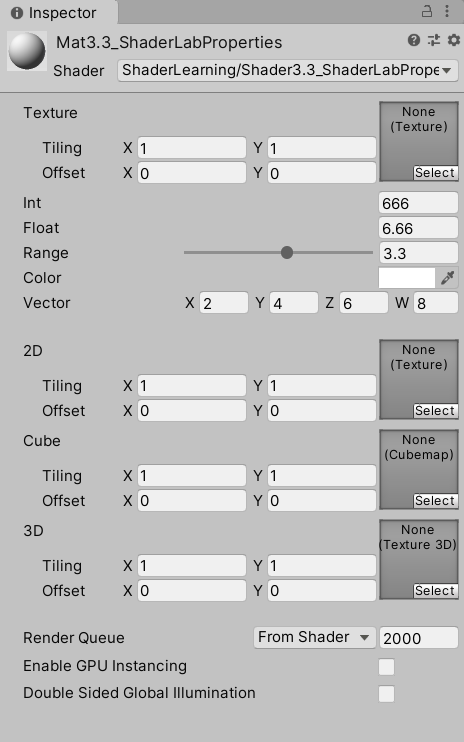 Inspector
Mat3.3_ShaderLabProperties
Shader ShaderLearning/Shader3.3_ShaderLabPrope
Texture None (Texture)
Tiling X 1 Y 1
Offset X 0 Y 0 Select
Int 666
Float 6.66
Range 3.3
Color
Vector X 2 Y 4 Z 6 W 8
2D None (Texture)
Tiling X 1 Y 1
Offset X 0 Y 0 Select
Cube None (Cubemap)
Tiling X 1 Y 1
Offset X 0 Y 0 Select
3D None (Texture 3D)
Tiling X 1 Y 1
Offset X 0 Y 0 Select
Render Queue From Shader 2000
Enable GPU Instancing
Double Sided Global Illumination